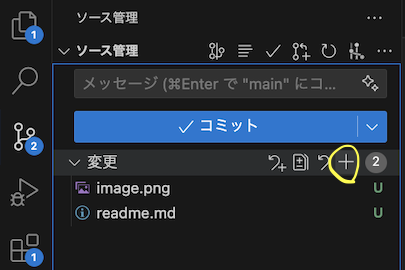 ソース管理
ソース管理
メッセージ (⌘Enter で "main" にコ...
コミット
変更
2
image.png
U
readme.md
U
1
2
1